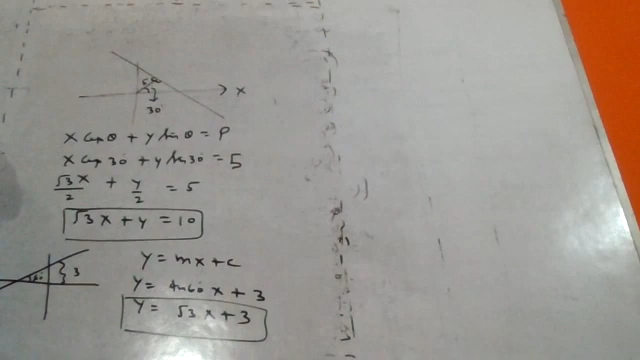 x
30
x cos θ + y sin θ = P
x cos 30 + y sin 30 = 5
√3x/2 + y/2 = 5
√3 x + y = 10
3
y = mx + c
y = tan 60 x + 3
y = √3 x + 3